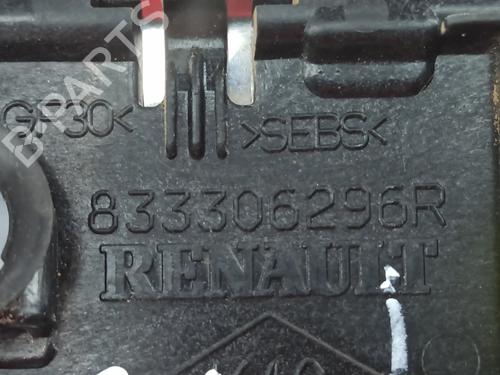 GF30< >SEBS<
833306296R
RENAULT
B-PARTS